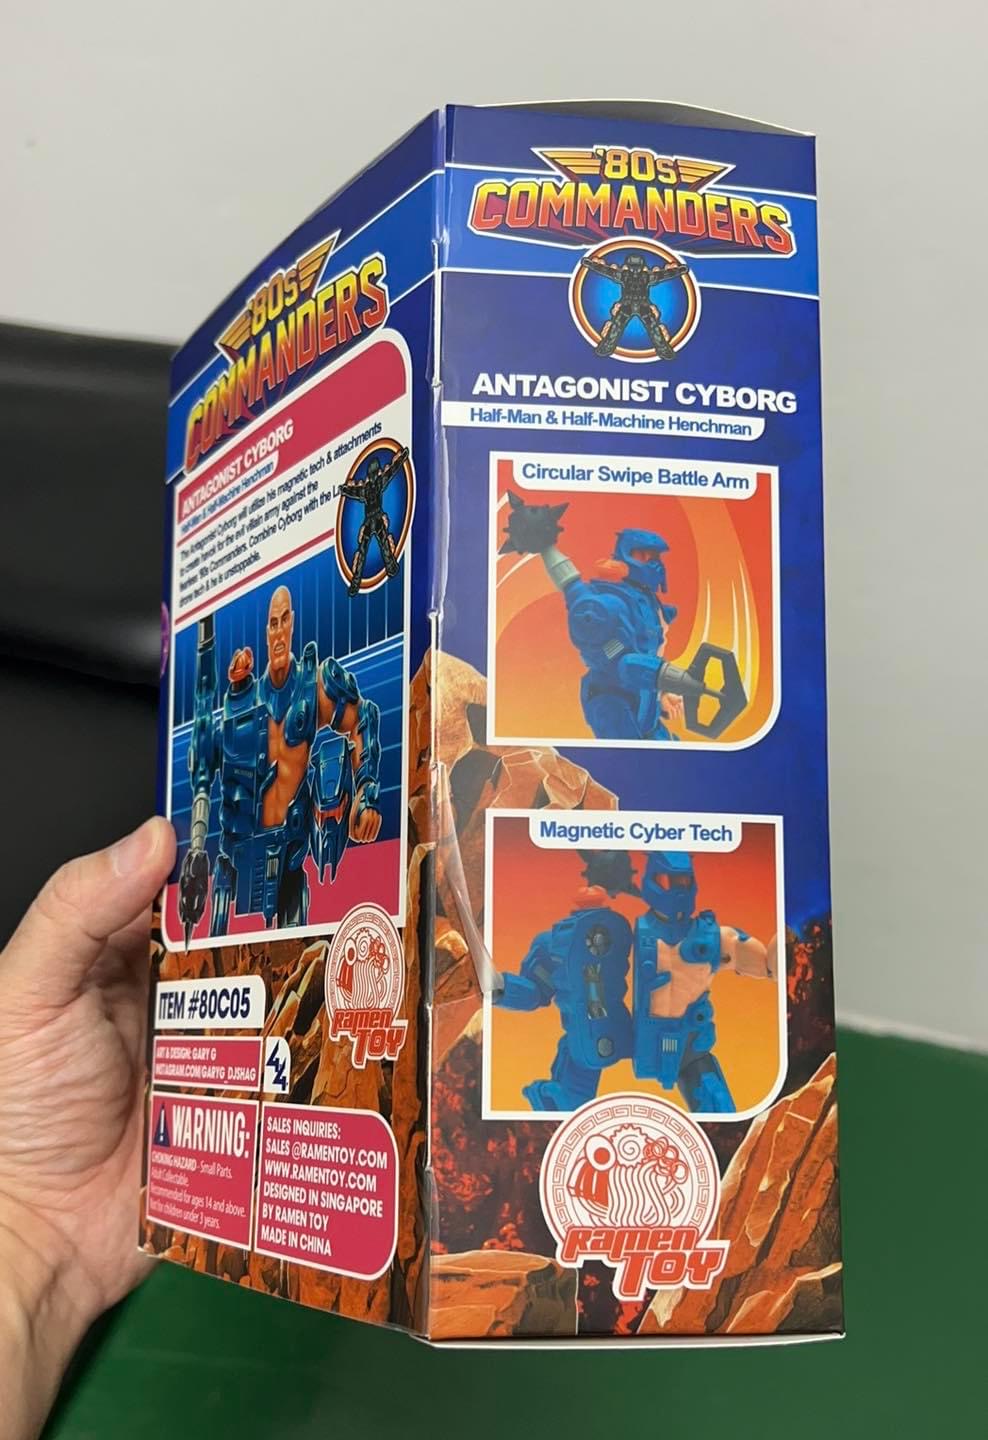 '80s
COMMANDERS
ANTAGONIST CYBORG
Half-Man & Half-Machine Henchman
The Antagonist Cyborg will utilize his magnetic tech & attachments
to create havok for the evil villain army against the
fearless '80s Commanders. Combine Cyborg with the
drone tech & he is unstoppable.
ITEM #80C05
ART & DESIGN: GARY G
INSTAGRAM.COM/GARYG_DJSHAG
44
WARNING:
CHOKING HAZARD - Small Parts.
Adult Collectable.
Recommended for ages 14 and above.
Not for children under 3 years.
SALES INQUIRIES:
SALES @RAMENTOY.COM
WWW.RAMENTOY.COM
DESIGNED IN SINGAPORE
BY RAMEN TOY
MADE IN CHINA
Ramen
TOY
'80s
COMMANDERS
ANTAGONIST CYBORG
Half-Man & Half-Machine Henchman
Circular Swipe Battle Arm
Magnetic Cyber Tech
Ramen
TOY